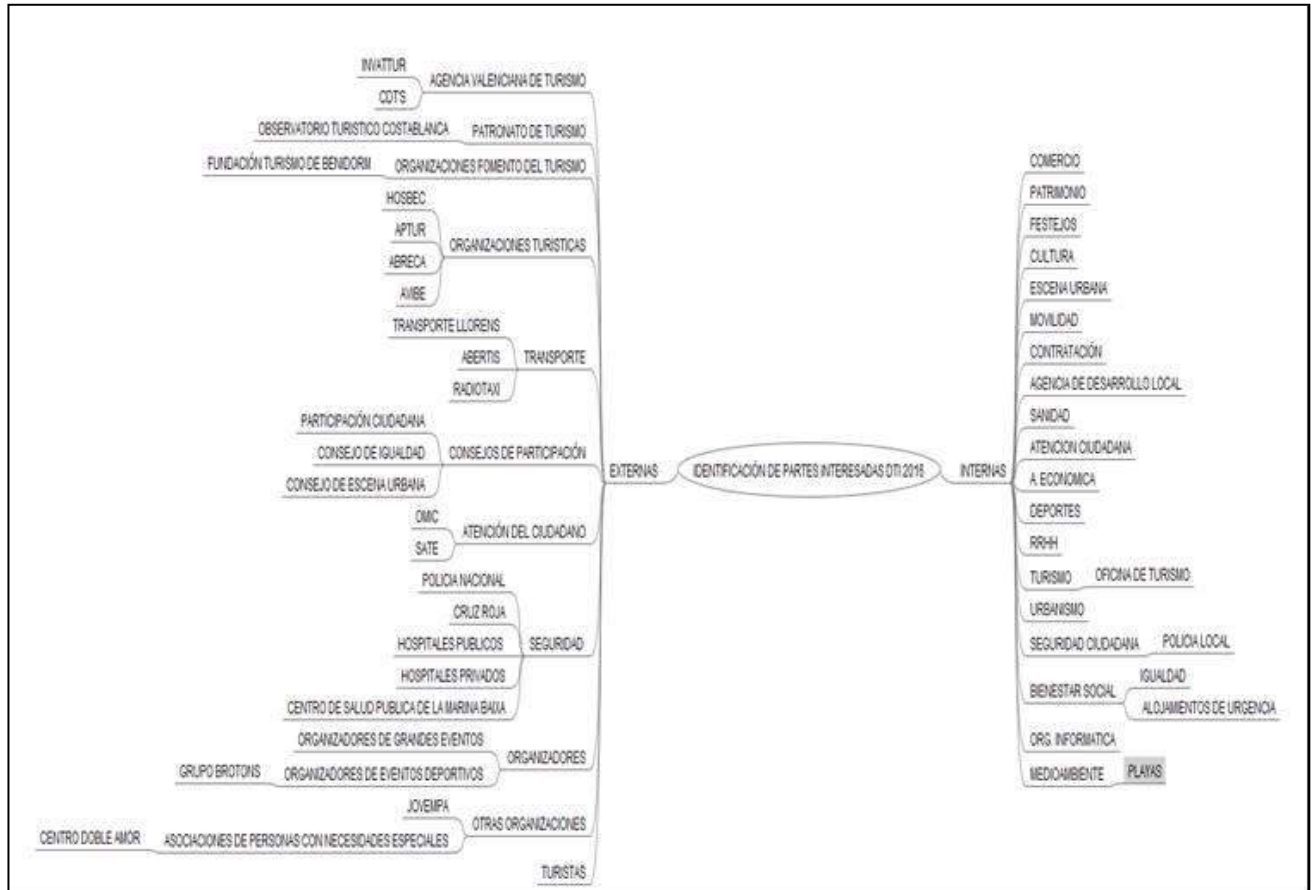 INVATTUR
CDTS
AGENCIA VALENCIANA DE TURISMO
OBSERVATORIO TURISTICO COSTABLANCA
PATRONATO DE TURISMO
FUNDACIÓN TURISMO DE BENIDORM
ORGANIZACIONES FOMENTO DEL TURISMO
HOSBEC
APTUR
ABRECA
AVIBE
ORGANIZACIONES TURISTICAS
TRANSPORTE LLORENS
ABERTIS
RADIOTAXI
TRANSPORTE
PARTICIPACIÓN CIUDADANA
CONSEJO DE IGUALDAD
CONSEJO DE ESCENA URBANA
CONSEJOS DE PARTICIPACIÓN
OMIC
SATE
ATENCIÓN DEL CIUDADANO
POLICIA NACIONAL
CRUZ ROJA
HOSPITALES PUBLICOS
HOSPITALES PRIVADOS
CENTRO DE SALUD PUBLICA DE LA MARINA BAIXA
SEGURIDAD
ORGANIZADORES DE GRANDES EVENTOS
GRUPO BROTONS
ORGANIZADORES DE EVENTOS DEPORTIVOS
ORGANIZADORES
JOVEMPA
CENTRO DOBLE AMOR
ASOCIACIONES DE PERSONAS CON NECESIDADES ESPECIALES
OTRAS ORGANIZACIONES
TURISTAS
EXTERNAS
IDENTIFICACIÓN DE PARTES INTERESADAS DTI 2016
INTERNAS
COMERCIO
PATRIMONIO
FESTEJOS
CULTURA
ESCENA URBANA
MOVILIDAD
CONTRATACIÓN
AGENCIA DE DESARROLLO LOCAL
SANIDAD
ATENCION CIUDADANA
A. ECONOMICA
DEPORTES
RRHH
TURISMO
OFICINA DE TURISMO
URBANISMO
SEGURIDAD CIUDADANA
POLICIA LOCAL
BIENESTAR SOCIAL
IGUALDAD
ALOJAMIENTOS DE URGENCIA
ORG. INFORMATICA
MEDIOAMBIENTE
PLAYAS